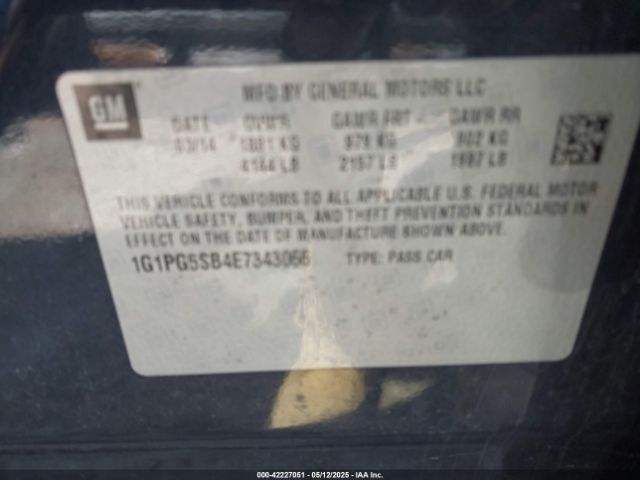 GM
MFD BY GENERAL MOTORS LLC
DATE GVWR GAWR FRT GAWR RR
03/14 1881 KG 978 KG 902 KG
LB 2157 LB LB
THIS VEHICLE CONFORMS TO ALL APPLICABLE U.S. FEDERAL MOTOR
VEHICLE SAFETY, BUMPER, AND THEFT PREVENTION STANDARDS IN
EFFECT ON THE DATE OF MANUFACTURE SHOWN ABOVE.
1G1PG5SB4E7343066 TYPE: PASS CAR
000-42227051 - 05/12/2025 - IAA Inc.